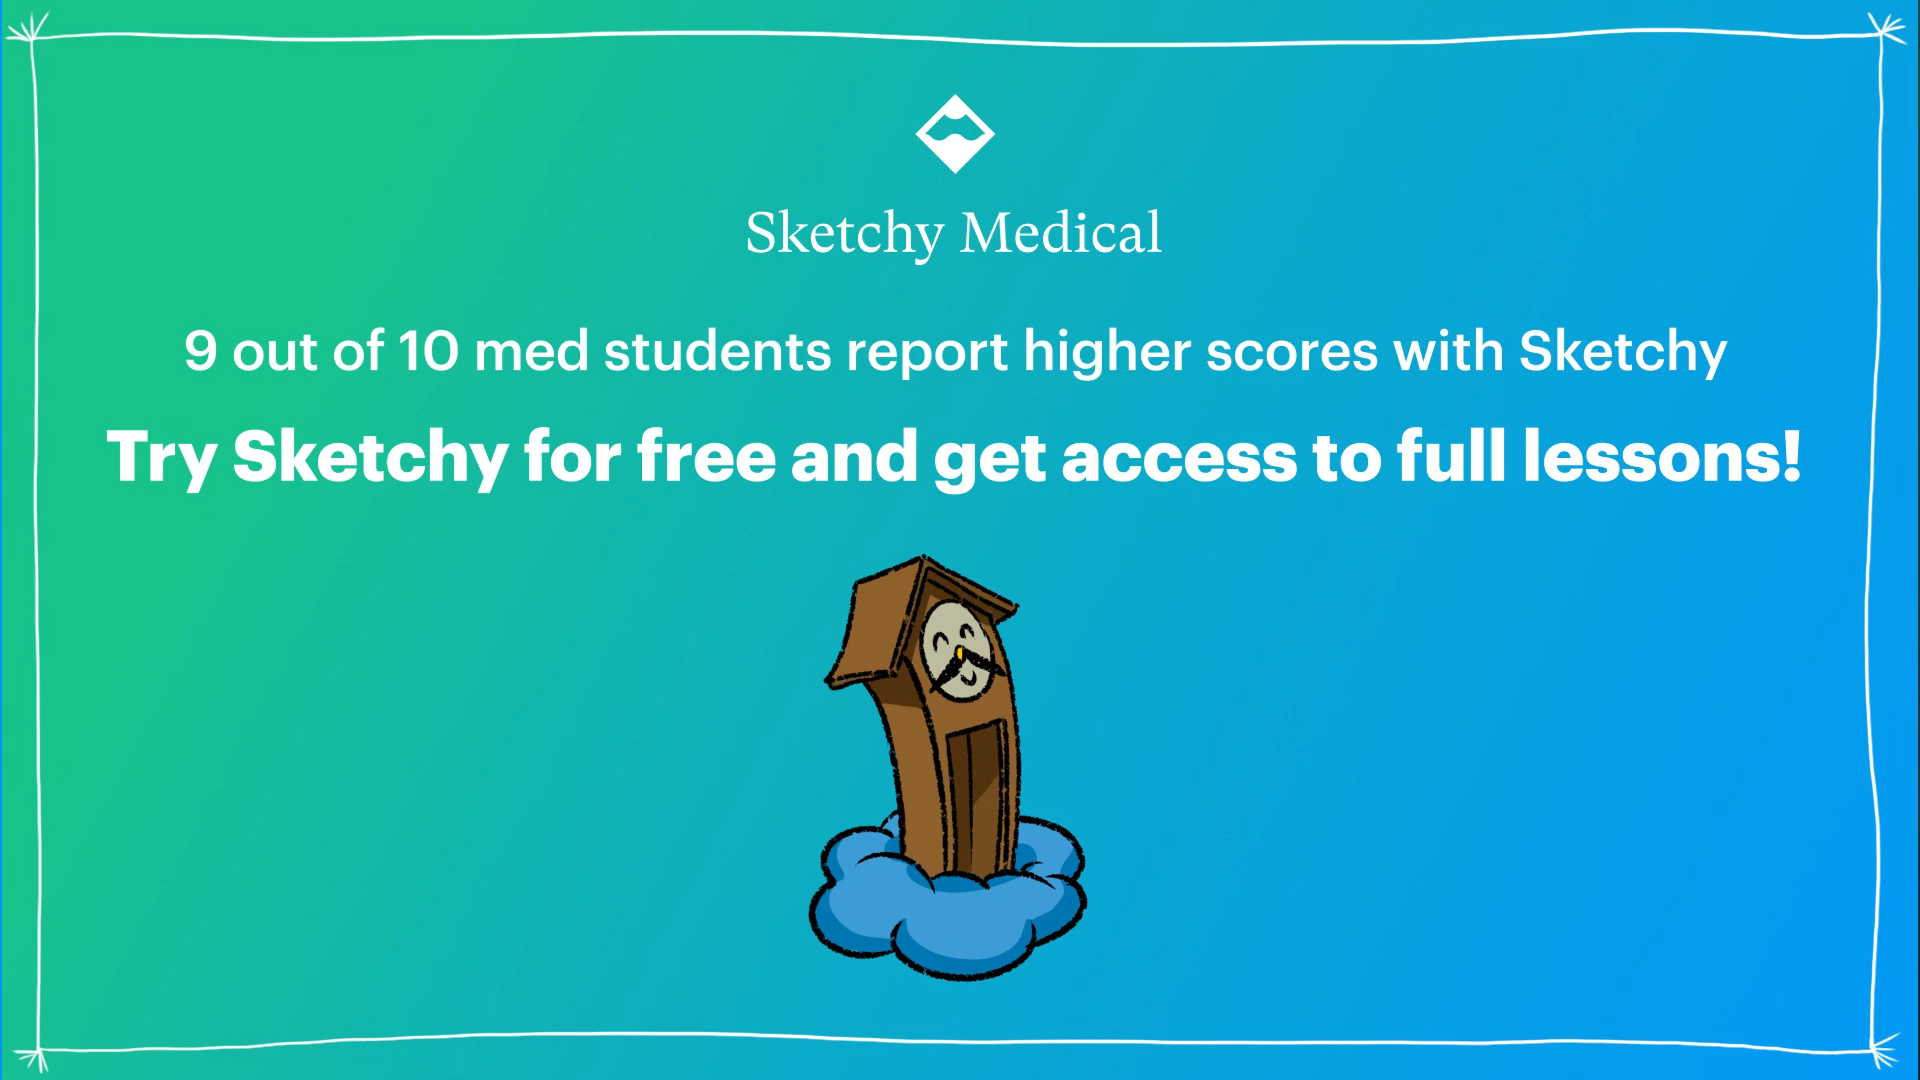 Sketchy Medical
9 out of 10 med students report higher scores with Sketchy
Try Sketchy for free and get access to full lessons!